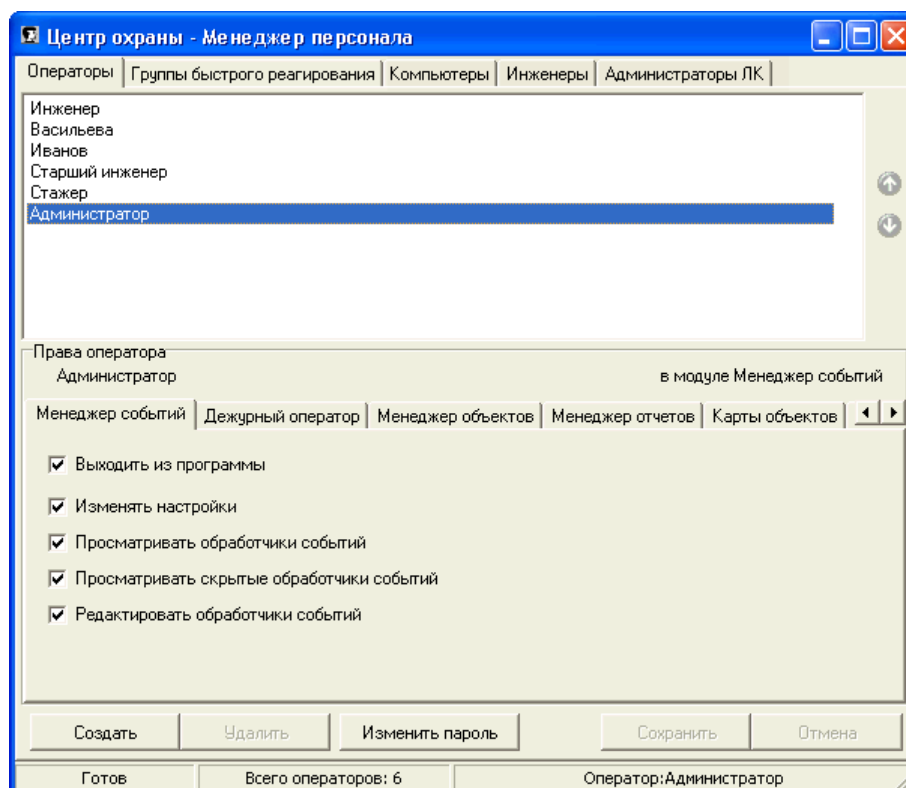 Центр охраны - Менеджер персонала
Операторы Группы быстрого реагирования Компьютеры Инженеры Администраторы ЛК
Инженер
Васильева
Иванов
Старший инженер
Стажер
Администратор
Права оператора
Администратор в модуле Менеджер событий
Менеджер событий Дежурный оператор Менеджер объектов Менеджер отчетов Карты объектов
Выходить из программы
Изменять настройки
Просматривать обработчики событий
Просматривать скрытые обработчики событий
Редактировать обработчики событий
Создать Удалить Изменить пароль Сохранить Отмена
Готов Всего операторов: 6 Оператор:Администратор